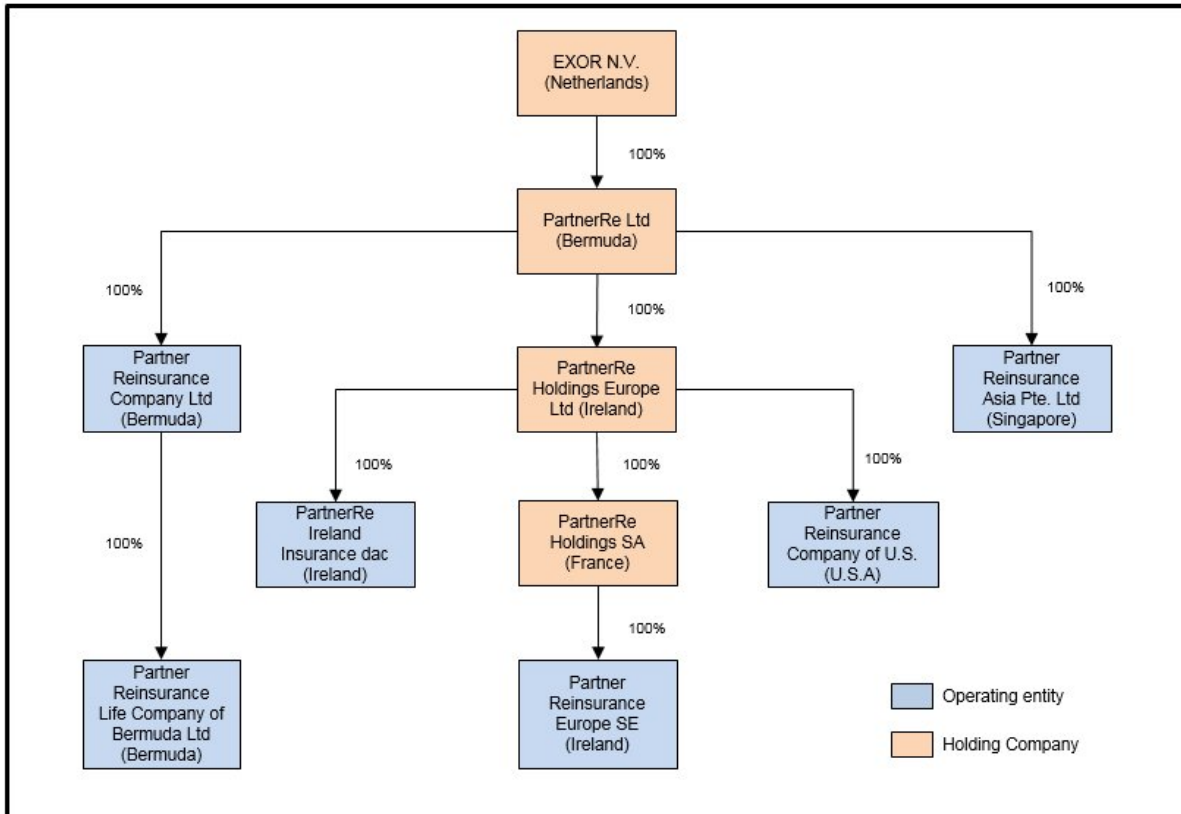 EXOR N.V.
(Netherlands)
100%
PartnerRe Ltd
(Bermuda)
100%
100%
100%
Partner
Reinsurance
Company Ltd
(Bermuda)
PartnerRe
Holdings Europe
Ltd (Ireland)
Partner
Reinsurance
Asia Pte. Ltd
(Singapore)
100%
100%
100%
100%
PartnerRe
Ireland
Insurance dac
(Ireland)
PartnerRe
Holdings SA
(France)
Partner
Reinsurance
Company of U.S.
(U.S.A)
100%
Partner
Reinsurance
Life Company of
Bermuda Ltd
(Bermuda)
Partner
Reinsurance
Europe SE
(Ireland)
Operating entity
Holding Company